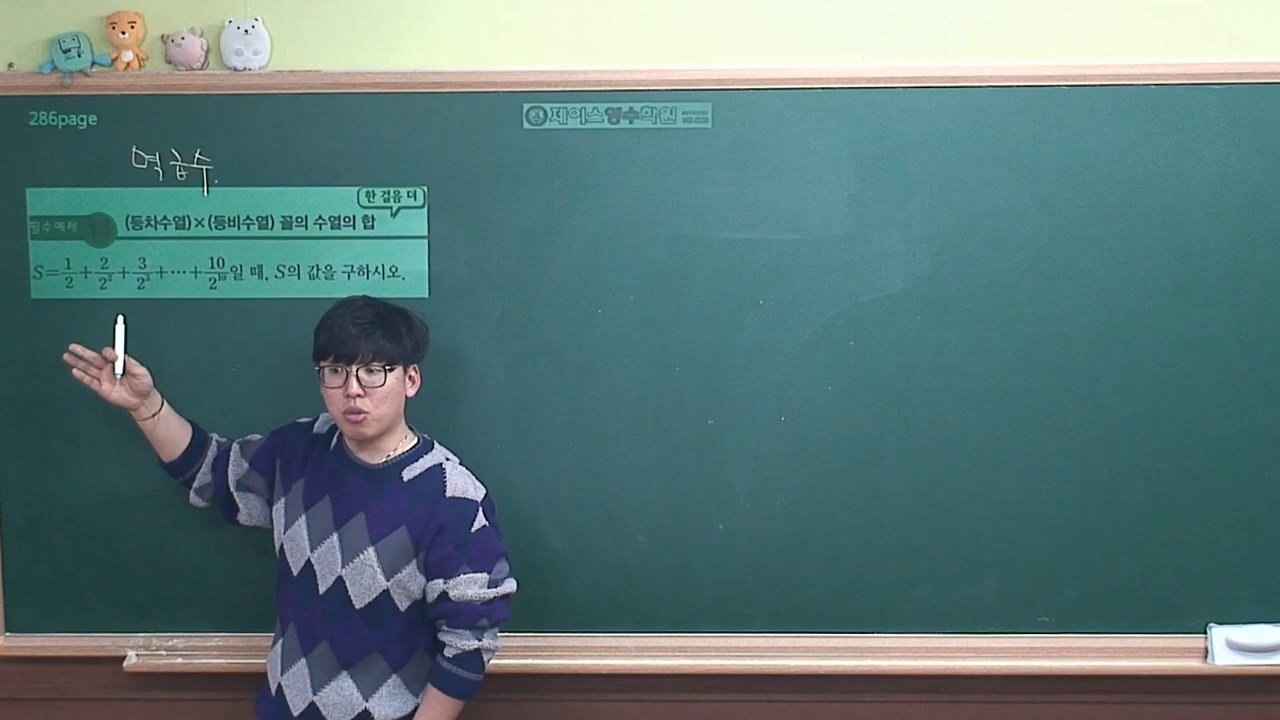 286page
제이스영수학원
멱급수.
한 걸음 더
필수 예제
(등차수열)×(등비수열) 꼴의 수열의 합
S=1/2+2/2²+3/2³+⋯+10/2¹⁰일 때, S의 값을 구하시오.